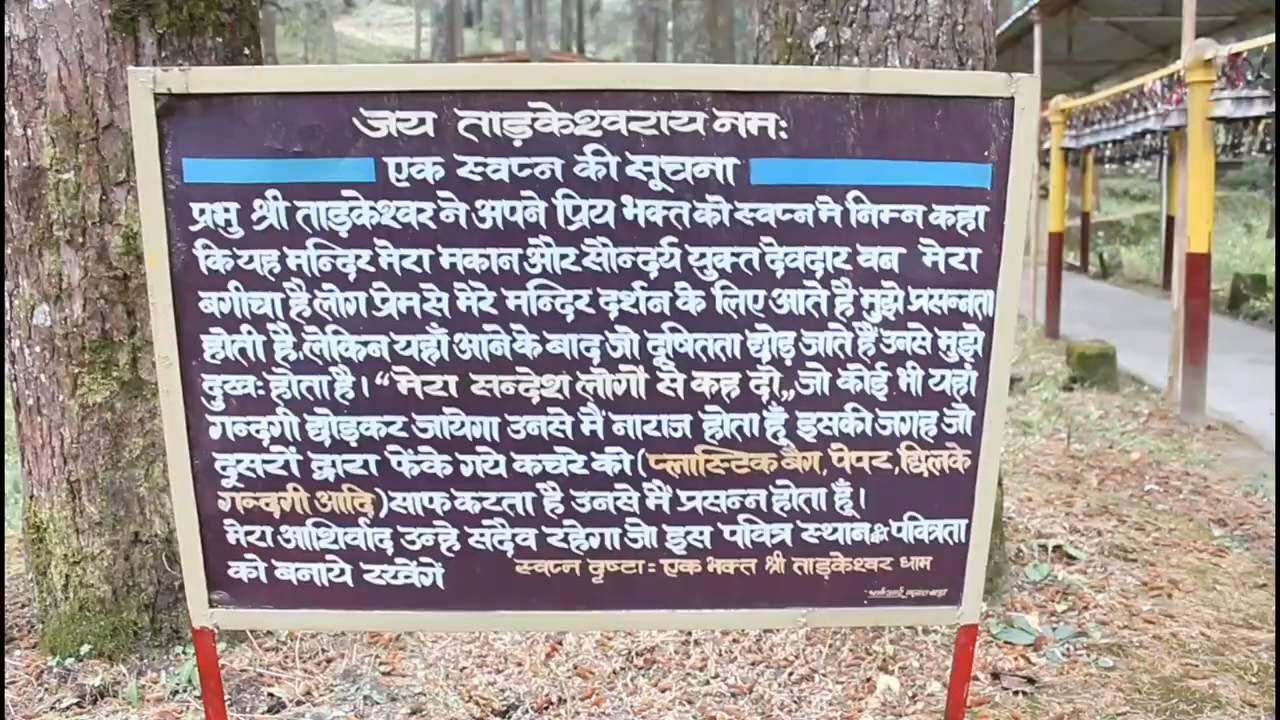 जय ताड़केश्वराय नमः
एक स्वप्न की सूचना
प्रभु श्री ताड़केश्वर ने अपने प्रिय भक्त को स्वप्न मे निम्न कहा
कि यह मन्दिर मेरा मकान और सौन्दर्य युक्त देवदार वन मेरा
बगीचा है लोग प्रेम से मेरे मन्दिर दर्शन के लिए आते है मुझे प्रसन्नता
होती है, लेकिन यहाँ आने के बाद जो दूषितता छोड़ जाते हैं उनसे मुझे
दुखः होता है। “मेरा सन्देश लोगों से कह दो,, जो कोई भी यहां
गन्दगी छोड़कर जायेगा उनसे मैं नाराज होता हूँ इसकी जगह जो
दूसरों द्वारा फेंके गये कचरे को (प्लास्टिक बैग, पेपर, छिलके
गन्दगी आदि) साफ करता है उनसे मैं प्रसन्न होता हूँ।
मेरा आशिर्वाद उन्हे सदैव रहेगा जो इस पवित्र स्थान की पवित्रता
को बनाये रखेंगें
स्वप्न दृष्टा: एक भक्त श्री ताड़केश्वर धाम